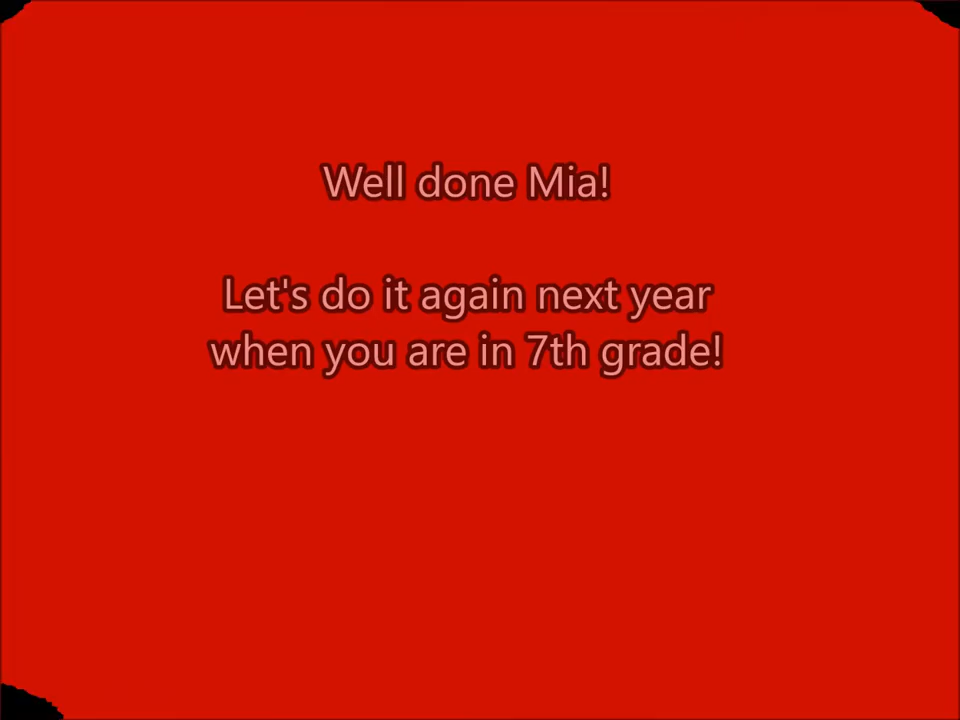 Well done Mia!
Let's do it again next year
when you are in 7th grade!